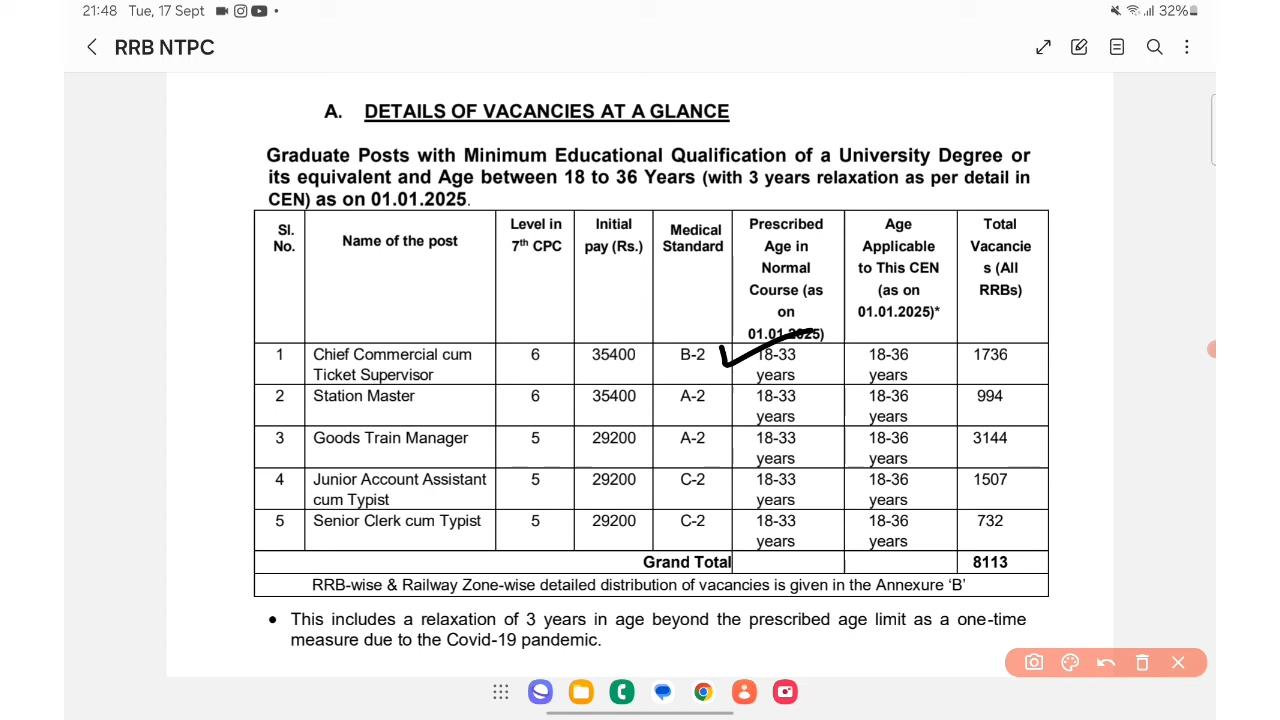 21:48 Tue, 17 Sept
32%
RRB NTPC
A. DETAILS OF VACANCIES AT A GLANCE
Graduate Posts with Minimum Educational Qualification of a University Degree or
its equivalent and Age between 18 to 36 Years (with 3 years relaxation as per detail in
CEN) as on 01.01.2025.
Sl. No. Name of the post Level in 7th CPC Initial pay (Rs.) Medical Standard Prescribed Age in Normal Course (as on 01.01.2025) Age Applicable to This CEN (as on 01.01.2025)* Total Vacancie s (All RRBs)
1 Chief Commercial cum Ticket Supervisor 6 35400 B-2 18-33 years 18-36 years 1736
2 Station Master 6 35400 A-2 18-33 years 18-36 years 994
3 Goods Train Manager 5 29200 A-2 18-33 years 18-36 years 3144
4 Junior Account Assistant cum Typist 5 29200 C-2 18-33 years 18-36 years 1507
5 Senior Clerk cum Typist 5 29200 C-2 18-33 years 18-36 years 732
Grand Total 8113
RRB-wise & Railway Zone-wise detailed distribution of vacancies is given in the Annexure ‘B’
• This includes a relaxation of 3 years in age beyond the prescribed age limit as a one-time
measure due to the Covid-19 pandemic.